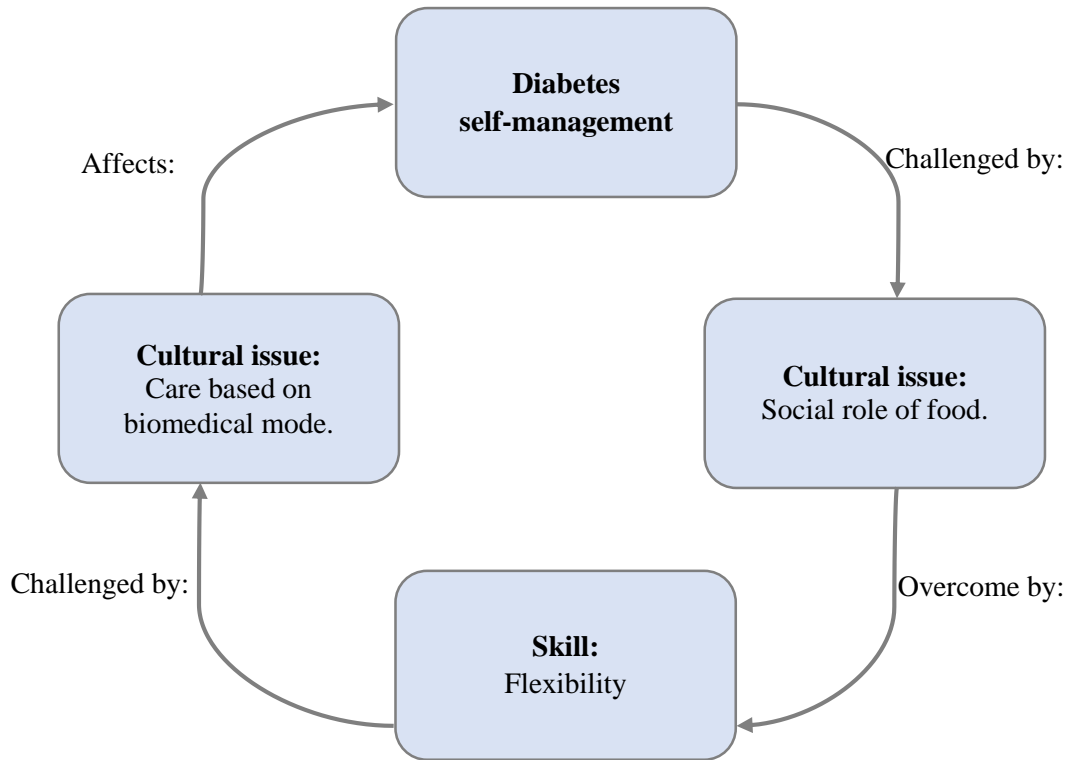 Diabetes
self-management
Affects:
Challenged by:
Cultural issue:
Care based on
biomedical mode.
Cultural issue:
Social role of food.
Challenged by:
Overcome by:
Skill:
Flexibility